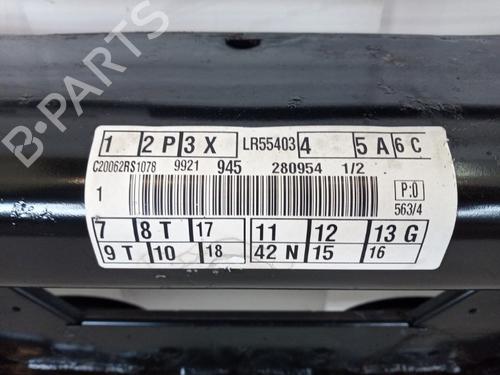 B-PARTS
1 2 P 3 X LR55403 4 5 A 6 C
C20062RS1078 9921 945 280954 1/2
1 P:0
563/4
7 8 T 17 11 12 13 G
9 T 10 18 42 N 15 16